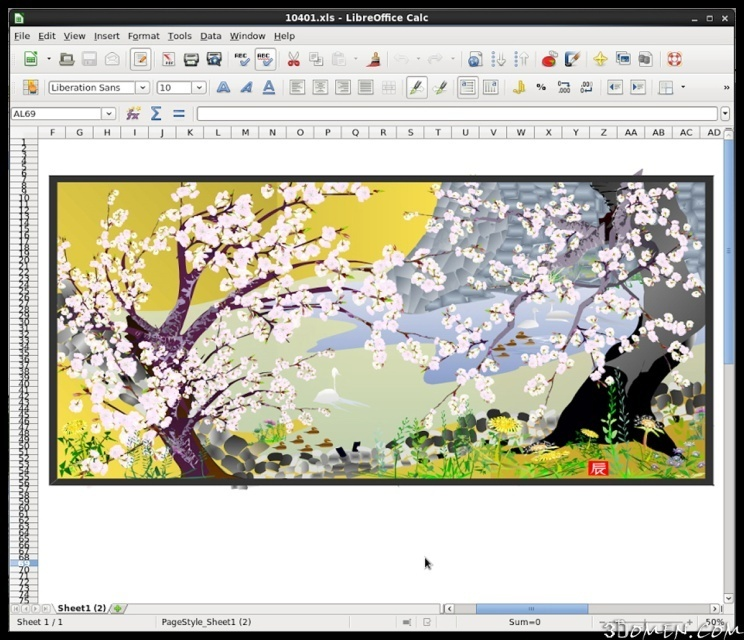 10401.xls - LibreOffice Calc
File Edit View Insert Format Tools Data Window Help
Liberation Sans 10
AL69
F G H I J K L M N O P Q R S T U V W X Y Z AA AB AC AD
辰
Sheet1 (2)
Sheet 1 / 1 PageStyle_Sheet1 (2) Sum=0 50%
3DOMEN.COM